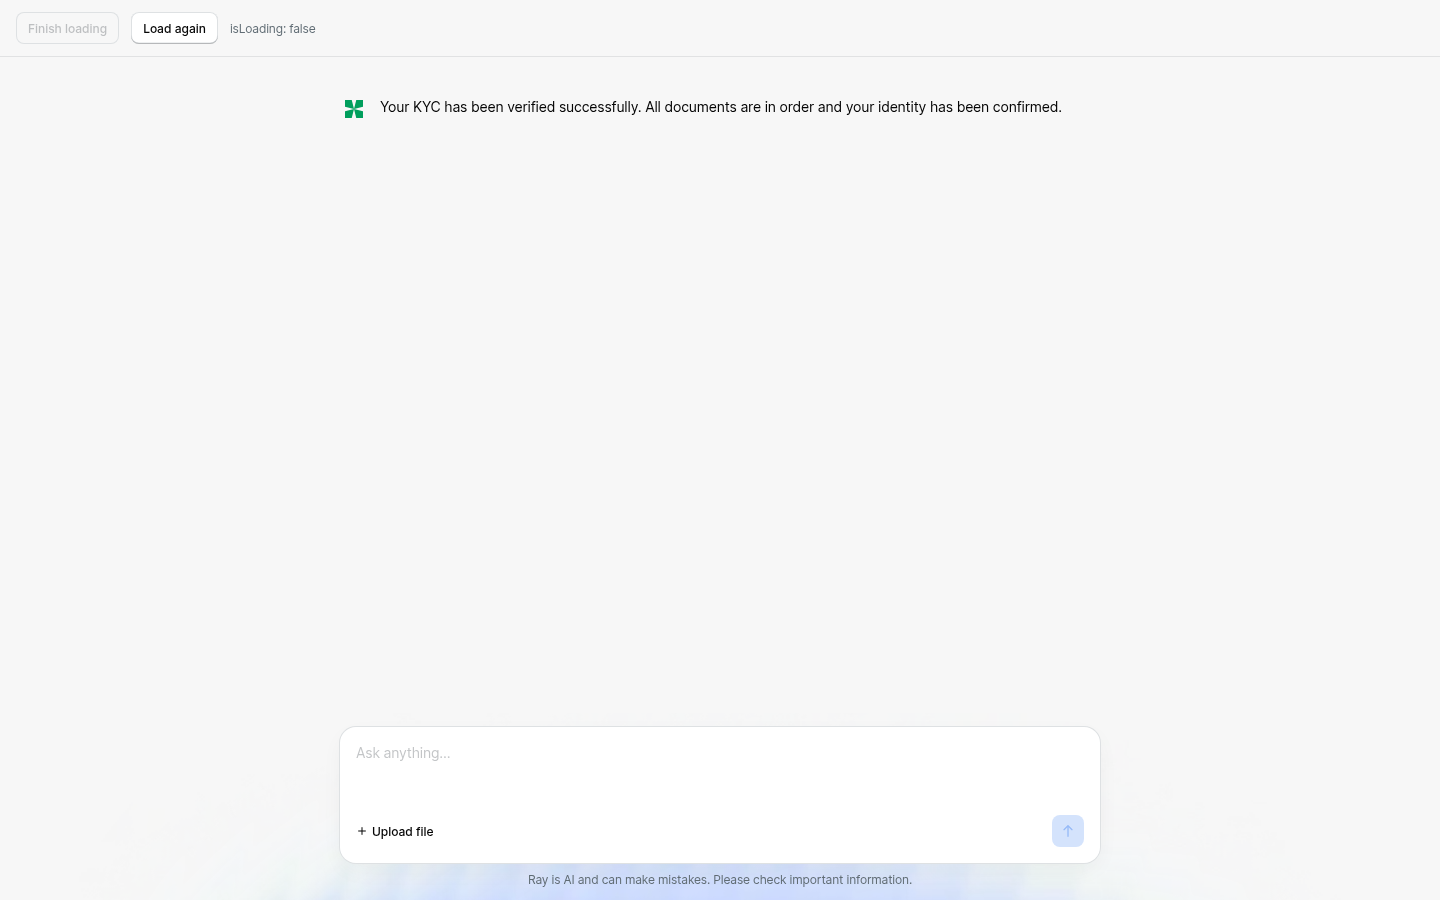 Finish loading
Load again
isLoading: false
Your KYC has been verified successfully. All documents are in order and your identity has been confirmed.
Ask anything...
+ Upload file
Ray is AI and can make mistakes. Please check important information.